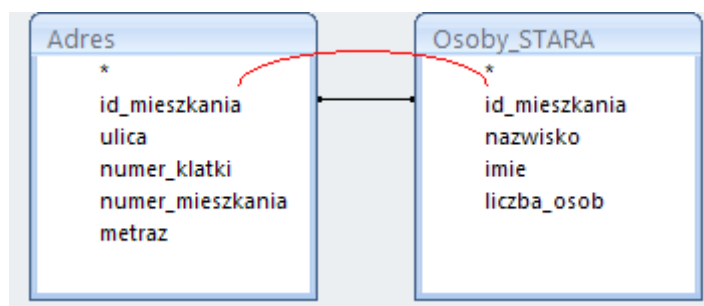 Adres
*
id_mieszkania
ulica
numer_klatki
numer_mieszkania
metraz
Osoby_STARA
*
id_mieszkania
nazwisko
imie
liczba_osob